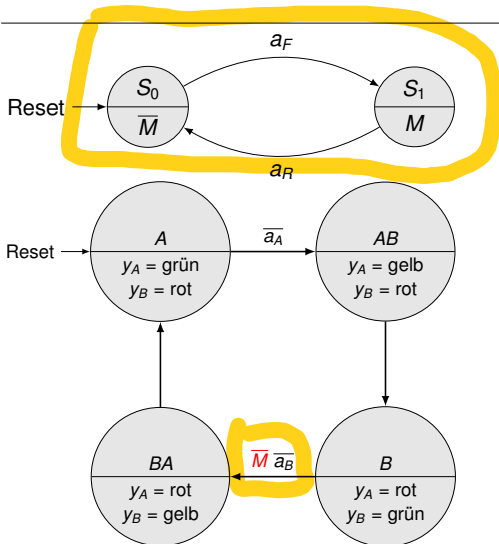 a_F
S_0
S_1
Reset
M̅
M
a_R
A
a̅_A̅
AB
Reset
y_A = grün
y_A = gelb
y_B = rot
y_B = rot
BA
M̅ a̅_B̅
B
y_A = rot
y_A = rot
y_B = gelb
y_B = grün